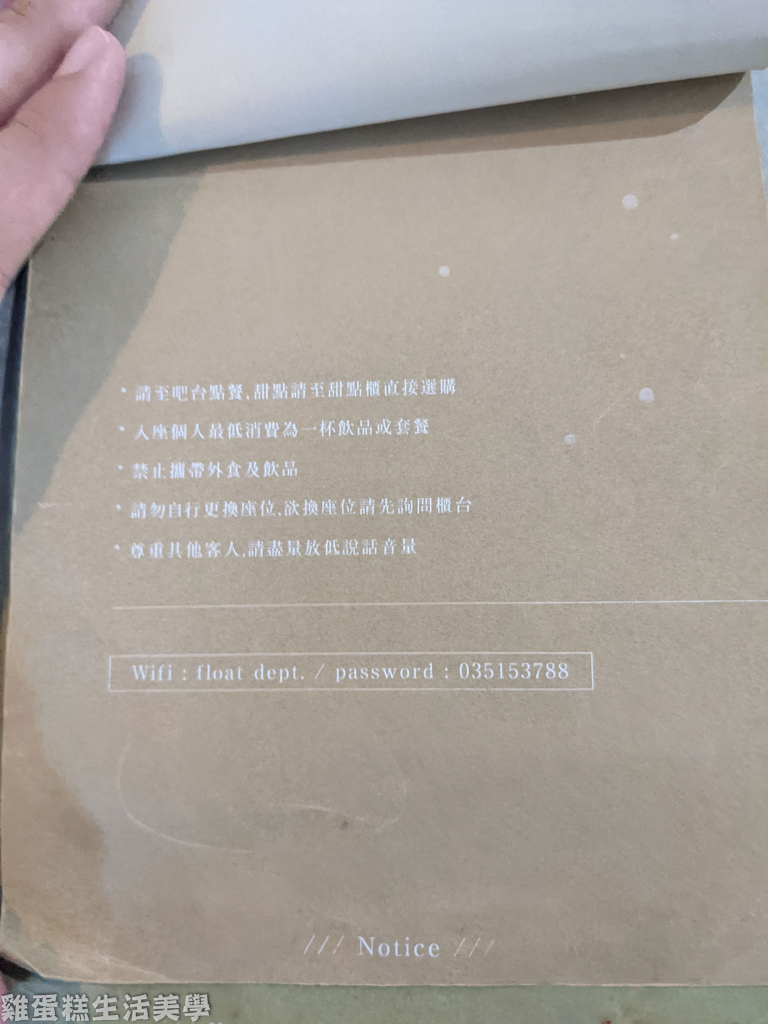 * 請至吧台點餐,甜點請至甜點櫃直接選購
* 入座個人最低消費為一杯飲品或套餐
* 禁止攜帶外食及飲品
* 請勿自行更換座位,欲換座位請先詢問櫃台
* 尊重其他客人,請盡量放低說話音量
Wifi : float dept. / password : 035153788
/// Notice ///
雞蛋糕生活美學